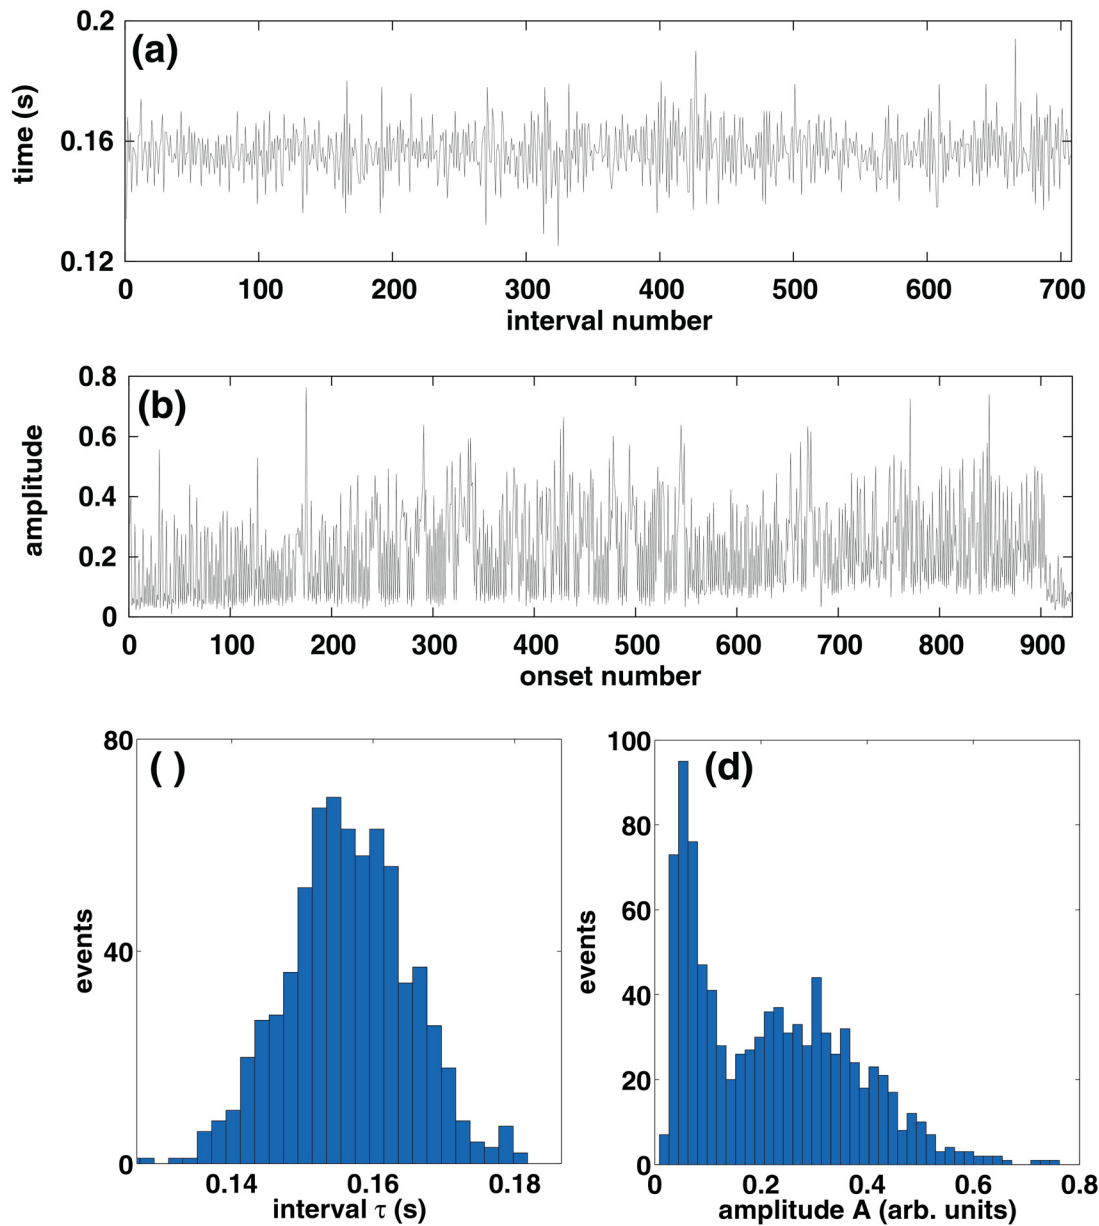 0.2
(a)
time (s)
0.16
0.12
0 100 200 300 400 500 600 700
interval number
0.8
(b)
0.6
amplitude
0.4
0.2
0
0 100 200 300 400 500 600 700 800 900
onset number
80
( )
events
40
0
0.14 0.16 0.18
interval τ (s)
100
(d)
80
60
events
40
20
0
0 0.2 0.4 0.6 0.8
amplitude A (arb. units)